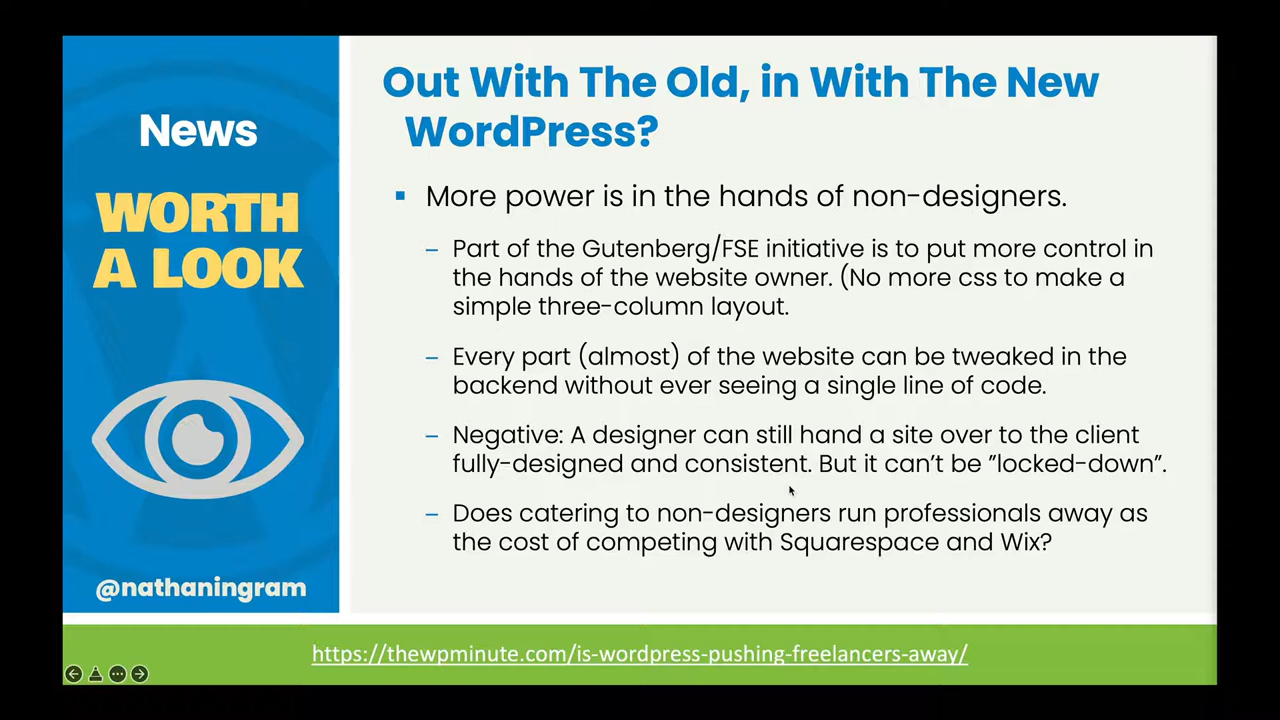 News
WORTH
A LOOK
@nathaningram
Out With The Old, in With The New
WordPress?
▪ More power is in the hands of non-designers.
– Part of the Gutenberg/FSE initiative is to put more control in
the hands of the website owner. (No more css to make a
simple three-column layout.
– Every part (almost) of the website can be tweaked in the
backend without ever seeing a single line of code.
– Negative: A designer can still hand a site over to the client
fully-designed and consistent. But it can't be ”locked-down”.
– Does catering to non-designers run professionals away as
the cost of competing with Squarespace and Wix?
https://thewpminute.com/is-wordpress-pushing-freelancers-away/